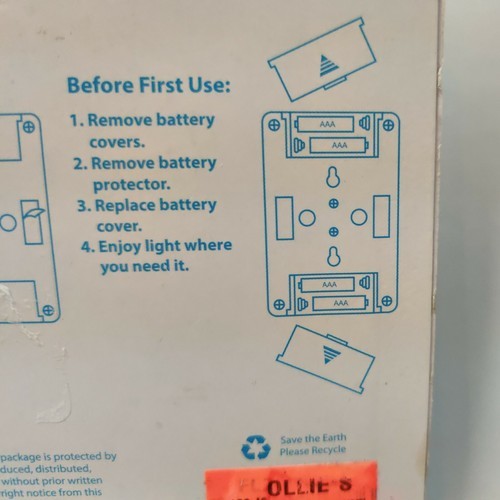 Before First Use:
1. Remove battery
covers.
2. Remove battery
protector.
3. Replace battery
cover.
4. Enjoy light where
you need it.
AAA
AAA
AAA
AAA
Save the Earth
Please Recycle
package is protected by
duced, distributed,
without prior written
right notice from this
OLLIE'S